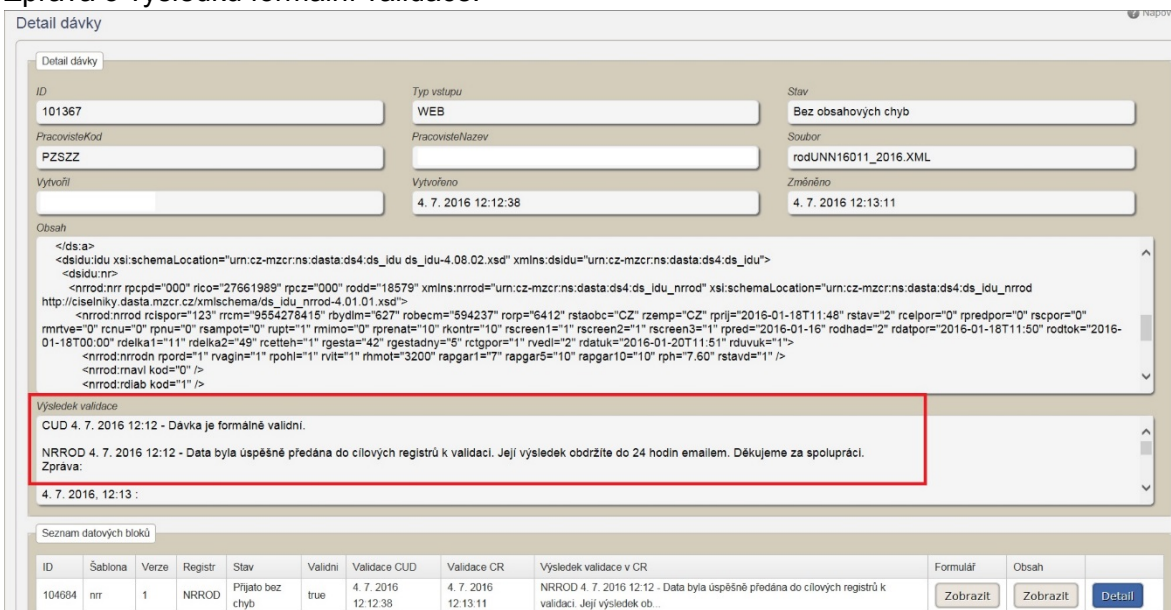 Zpráva o výsledku formální validace:
Detail dávky
Nápov
Detail dávky
ID
Typ vstupu
Stav
101367
WEB
Bez obsahových chyb
PracovisteKod
PracovisteNazev
Soubor
PZSZZ
rodUNN16011_2016.XML
Vytvořil
Vytvořeno
Změněno
4. 7. 2016 12:12:38
4. 7. 2016 12:13:11
Obsah
</ds:a>
<dsidu:idu xsi:schemaLocation="urn:cz-mzcr:ns:dasta:ds4:ds_idu ds_idu-4.08.02.xsd" xmlns:dsidu="urn:cz-mzcr:ns:dasta:ds4:ds_idu">
<dsidu:nr>
<nrrod:nrr rpcpd="000" rico="27661989" rpcz="000" rodd="18579" xmlns:nrrod="urn:cz-mzcr:ns:dasta:ds4:ds_idu_nrrod" xsi:schemaLocation="urn:cz-mzcr:ns:dasta:ds4:ds_idu_nrrod
http://ciselniky.dasta.mzcr.cz/xmlschema/ds_idu_nrrod-4.01.01.xsd">
<nrrod:nrrod rcispor="123" rrcm="9554278415" rbydlm="627" robecm="594237" rorp="6412" rstaobc="CZ" rzemp="CZ" rprij="2016-01-18T11:48" rstav="2" rcelpor="0" rpredpor="0" rscpor="0"
rmrtve="0" rcnu="0" rpnu="0" rsampot="0" rupt="1" rmimo="0" rprenat="10" rkontr="10" rscreen1="1" rscreen2="1" rscreen3="1" rpred="2016-01-16" rodhad="2" rdatpor="2016-01-18T11:50" rodtok="2016-
01-18T00:00" rdelka1="11" rdelka2="49" rcetteh="1" rgesta="42" rgestadny="5" rctgpor="1" rvedl="2" rdatuk="2016-01-20T11:51" rduvuk="1">
<nrrod:nrrodn rpord="1" rvagin="1" rpohl="1" rvit="1" rhmot="3200" rapgar1="7" rapgar5="10" rapgar10="10" rph="7.60" rstavd="1" />
<nrrod:rnavl kod="0" />
<nrrod:rdiab kod="1" />
Výsledek validace
CUD 4. 7. 2016 12:12 - Dávka je formálně validní.
NRROD 4. 7. 2016 12:12 - Data byla úspěšně předána do cílových registrů k validaci. Její výsledek obdržíte do 24 hodin emailem. Děkujeme za spolupráci.
Zpráva:
4. 7. 2016, 12:13 :
Seznam datových bloků
ID Šablona Verze Registr Stav Validni Validace CUD Validace CR Výsledek validace v CR Formulář Obsah
104684 nrr 1 NRROD Přijato bez chyb true 4. 7. 2016 12:12:38 4. 7. 2016 12:13:11 NRROD 4. 7. 2016 12:12 - Data byla úspěšně předána do cílových registrů k validaci. Její výsledek ob... Zobrazit Zobrazit Detail